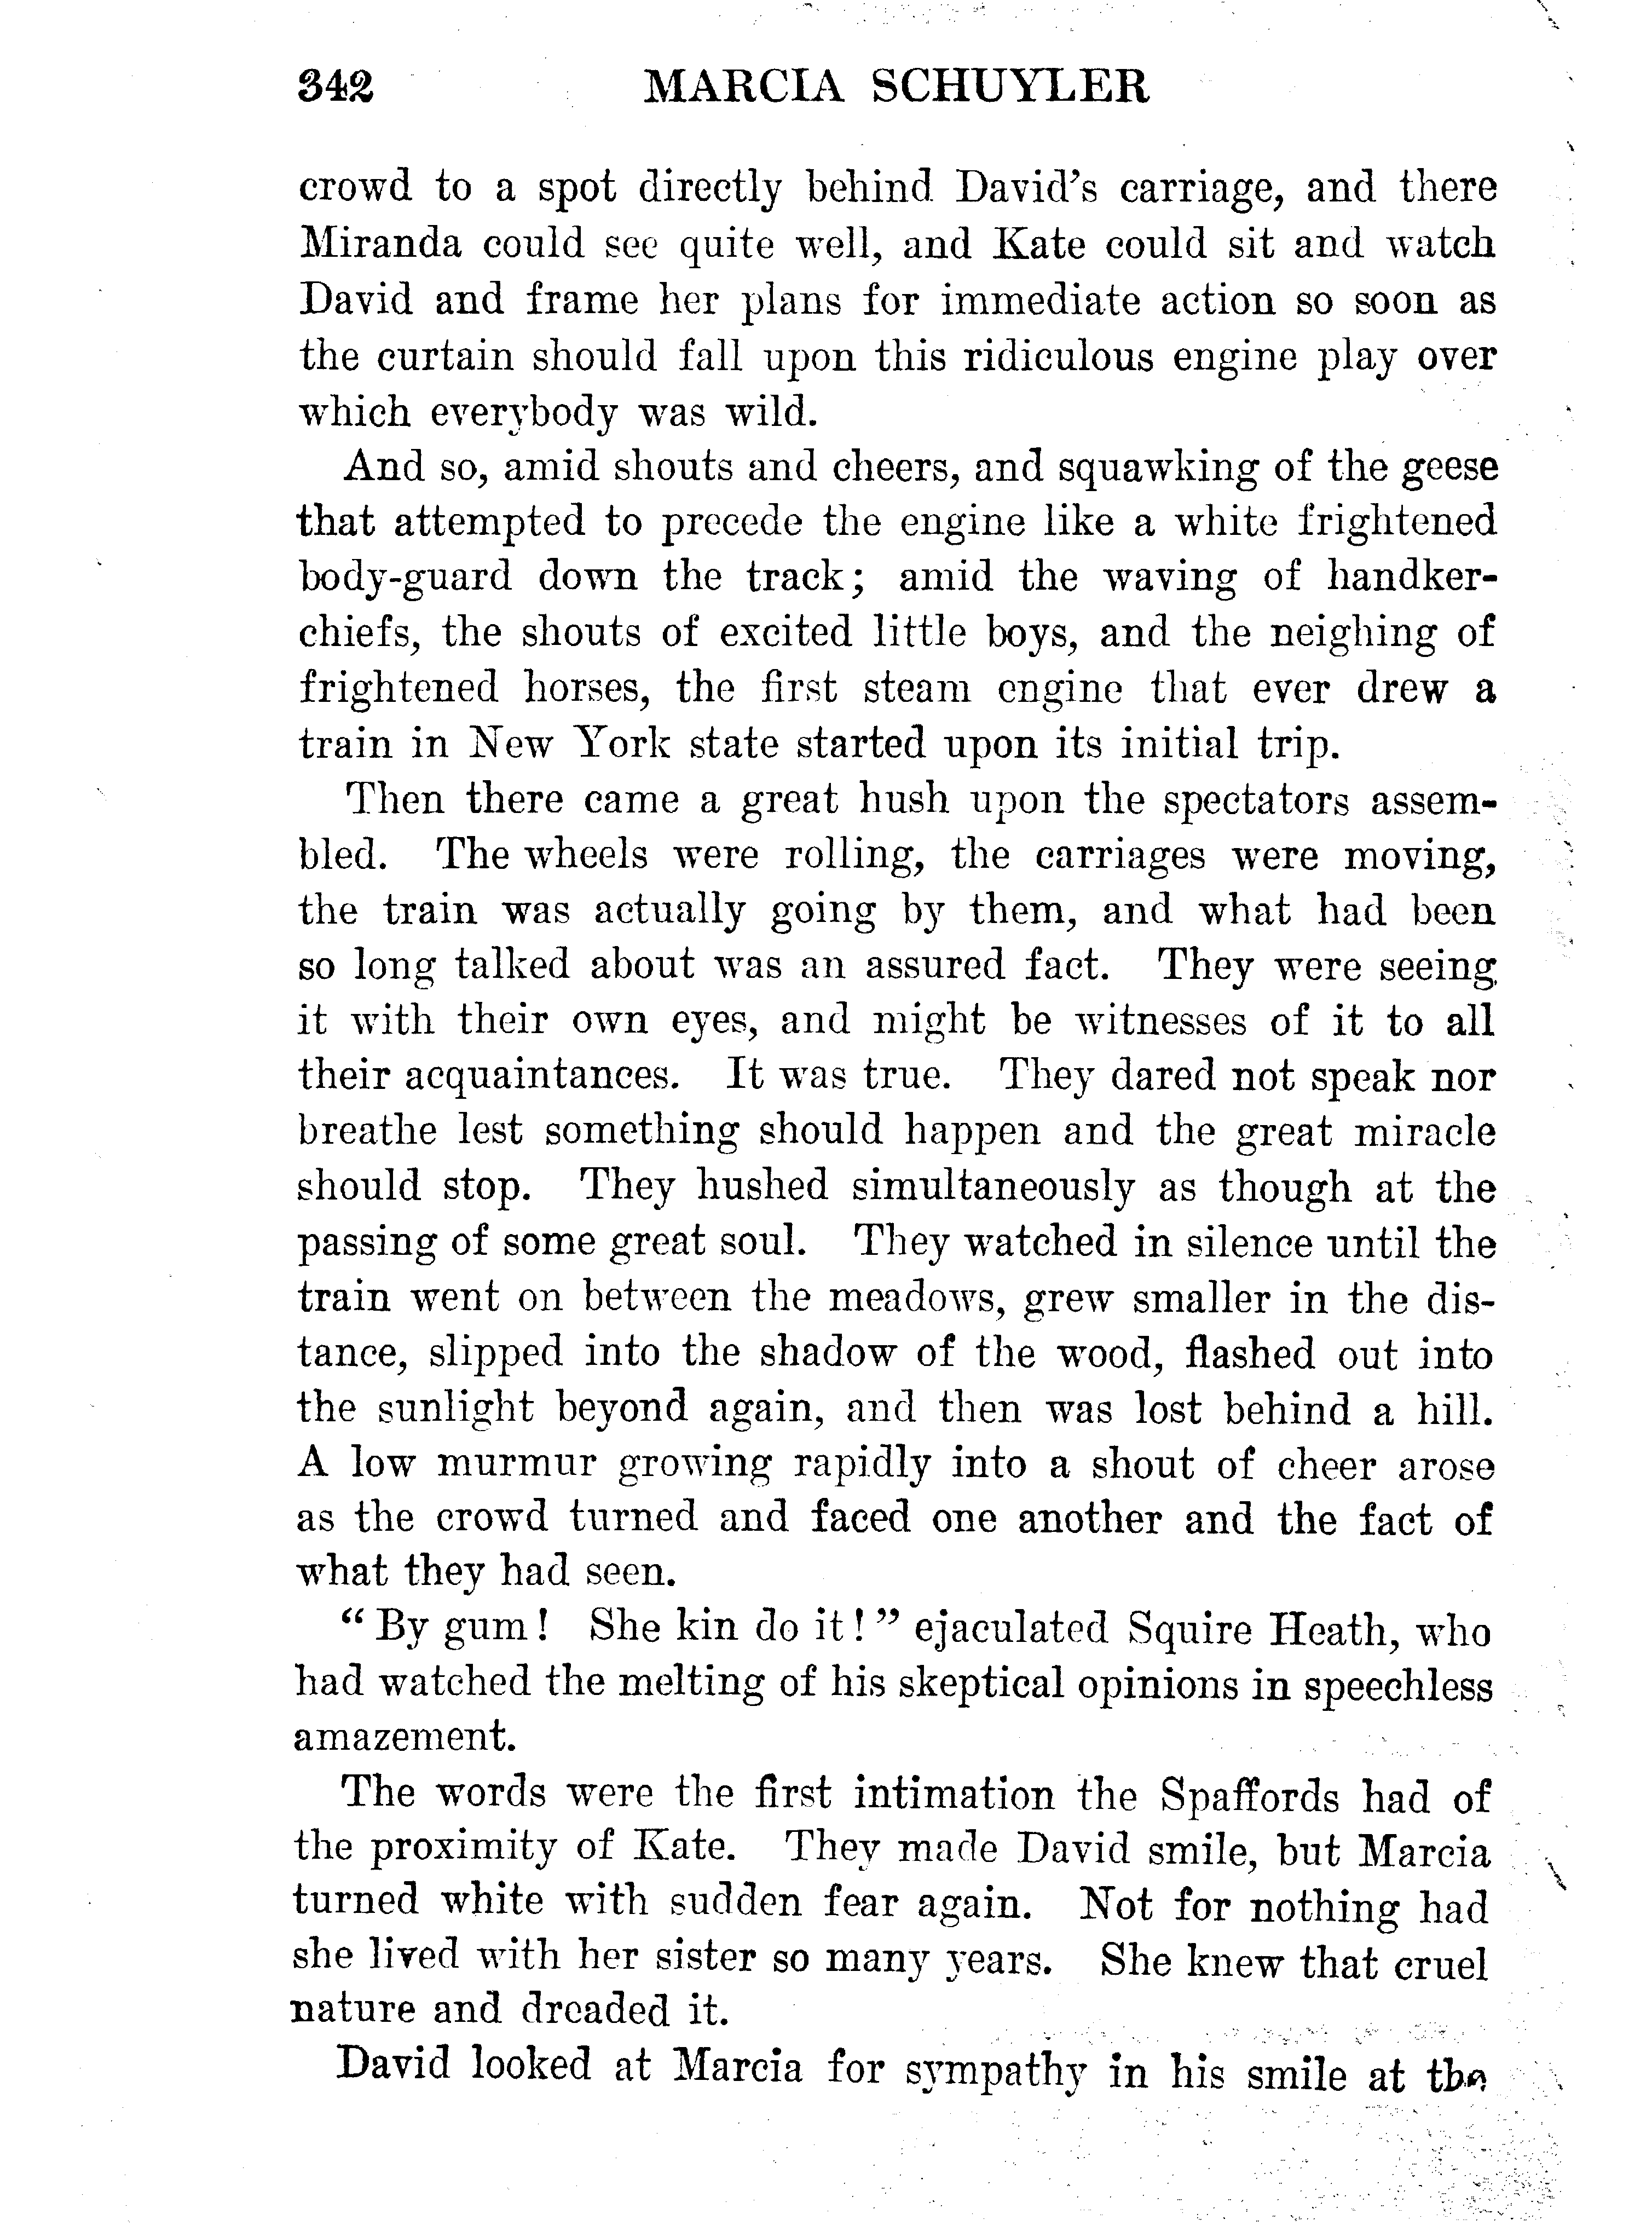 342 MARCIA SCHUYLER
crowd to a spot directly behind David's carriage, and there
Miranda could see quite well, and Kate could sit and watch
David and frame her plans for immediate action so soon as
the curtain should fall upon this ridiculous engine play over
which everybody was wild.
And so, amid shouts and cheers, and squawking of the geese
that attempted to precede the engine like a white frightened
body-guard down the track; amid the waving of handker-
chiefs, the shouts of excited little boys, and the neighing of
frightened horses, the first steam engine that ever drew a
train in New York state started upon its initial trip.
Then there came a great hush upon the spectators assem-
bled. The wheels were rolling, the carriages were moving,
the train was actually going by them, and what had been
so long talked about was an assured fact. They were seeing
it with their own eyes, and might be witnesses of it to all
their acquaintances. It was true. They dared not speak nor
breathe lest something should happen and the great miracle
should stop. They hushed simultaneously as though at the
passing of some great soul. They watched in silence until the
train went on between the meadows, grew smaller in the dis-
tance, slipped into the shadow of the wood, flashed out into
the sunlight beyond again, and then was lost behind a hill.
A low murmur growing rapidly into a shout of cheer arose
as the crowd turned and faced one another and the fact of
what they had seen.
“By gum! She kin do it!” ejaculated Squire Heath, who
had watched the melting of his skeptical opinions in speechless
amazement.
The words were the first intimation the Spaffords had of
the proximity of Kate. They made David smile, but Marcia
turned white with sudden fear again. Not for nothing had
she lived with her sister so many years. She knew that cruel
nature and dreaded it.
David looked at Marcia for sympathy in his smile at the